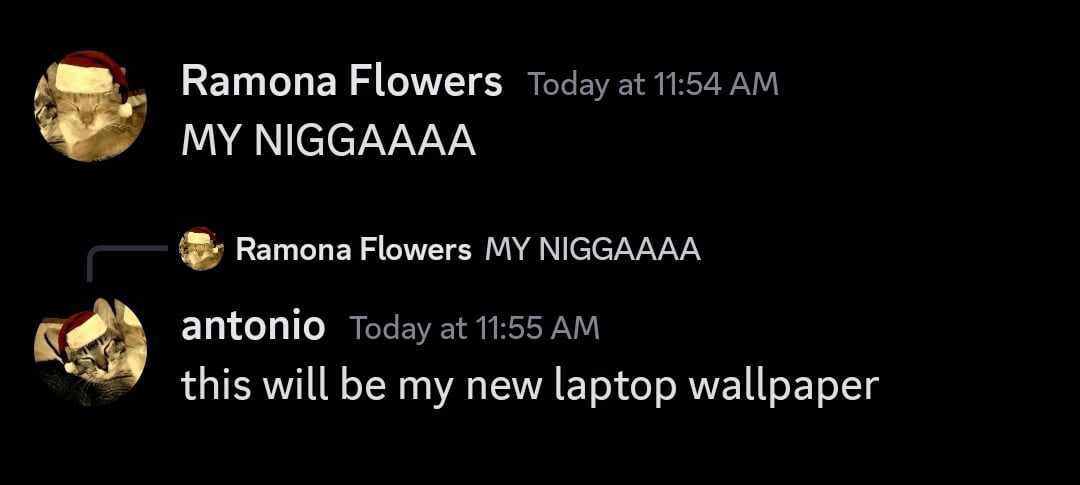 Ramona Flowers Today at 11:54 AM
MY NIGGAAAA
Ramona Flowers MY NIGGAAAA
antonio Today at 11:55 AM
this will be my new laptop wallpaper